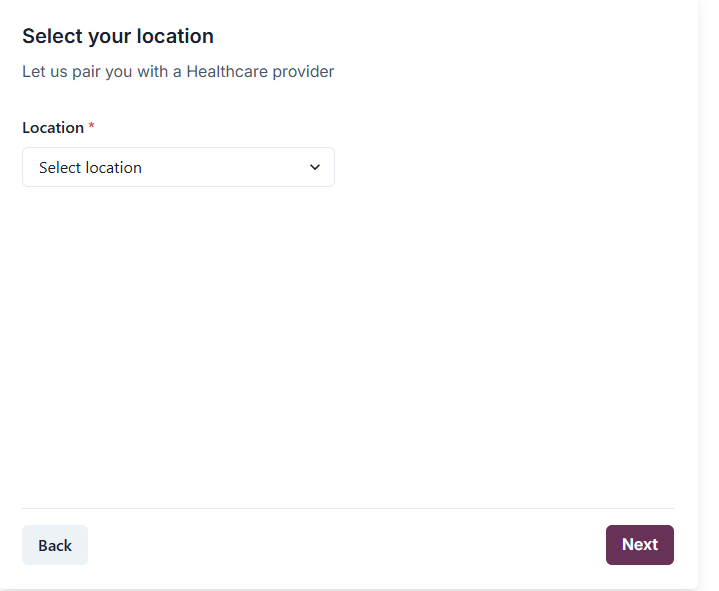 Select your location
Let us pair you with a Healthcare provider
Location *
Select location
Back
Next